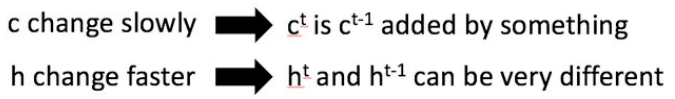 c change slowly → cᵗ is cᵗ⁻¹ added by something
h change faster → hᵗ and hᵗ⁻¹ can be very different